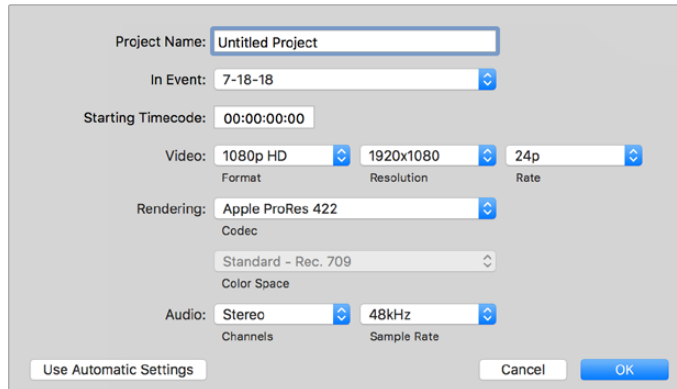 Project Name: Untitled Project
In Event: 7-18-18
Starting Timecode: 00:00:00:00
Video: 1080p HD 1920x1080 24p
Format Resolution Rate
Rendering: Apple ProRes 422
Codec
Standard - Rec. 709
Color Space
Audio: Stereo 48kHz
Channels Sample Rate
Use Automatic Settings Cancel OK